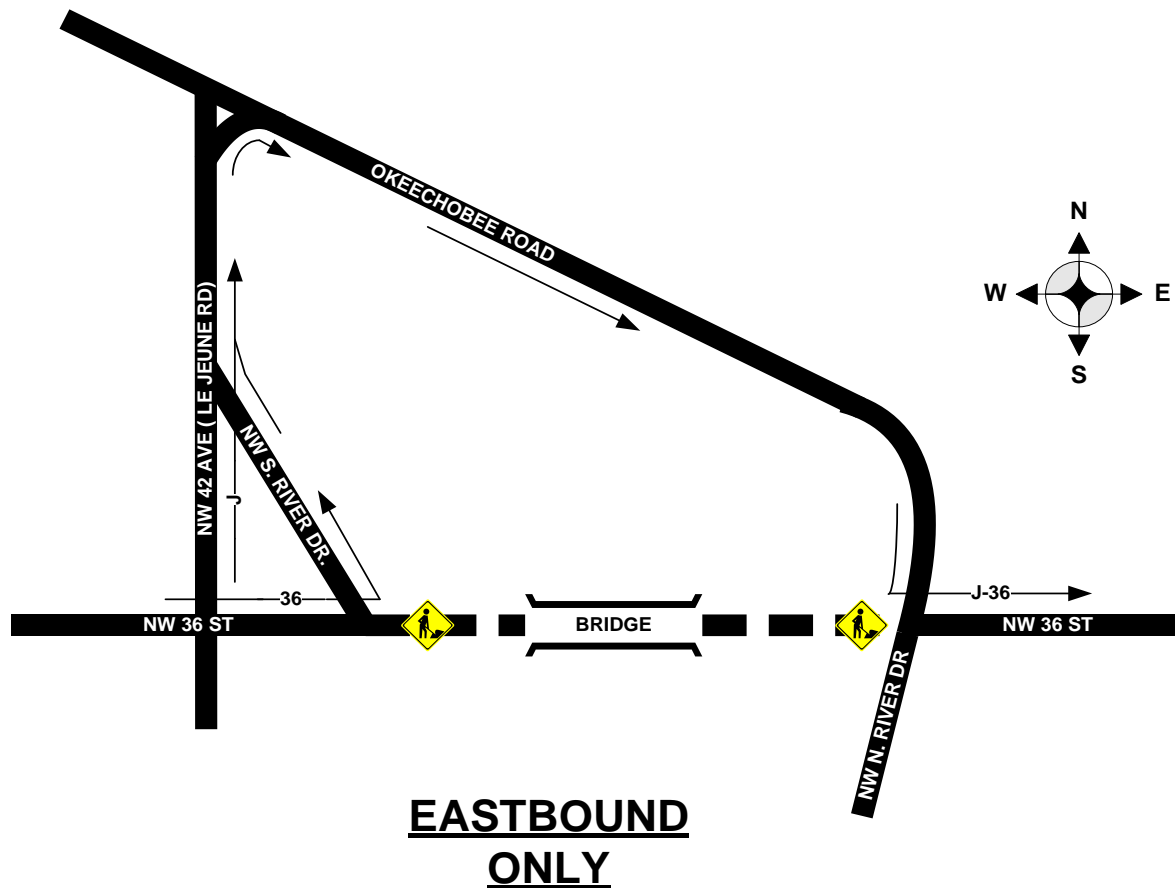 OKEECHOBEE ROAD
N
W E
S
NW 42 AVE ( LE JEUNE RD)
NW S. RIVER DR.
J
36
J-36
NW 36 ST
BRIDGE
NW 36 ST
NW N. RIVER DR
EASTBOUND
ONLY